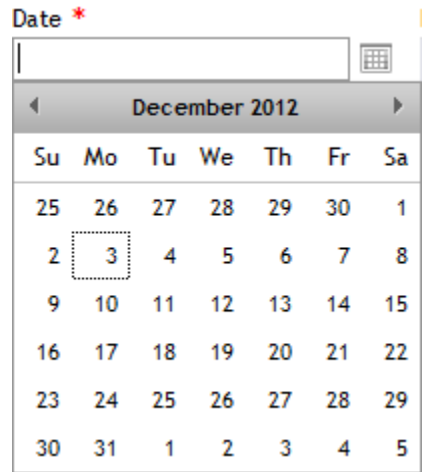 Date *
December 2012
Su Mo Tu We Th Fr Sa
25 26 27 28 29 30 1
2 3 4 5 6 7 8
9 10 11 12 13 14 15
16 17 18 19 20 21 22
23 24 25 26 27 28 29
30 31 1 2 3 4 5